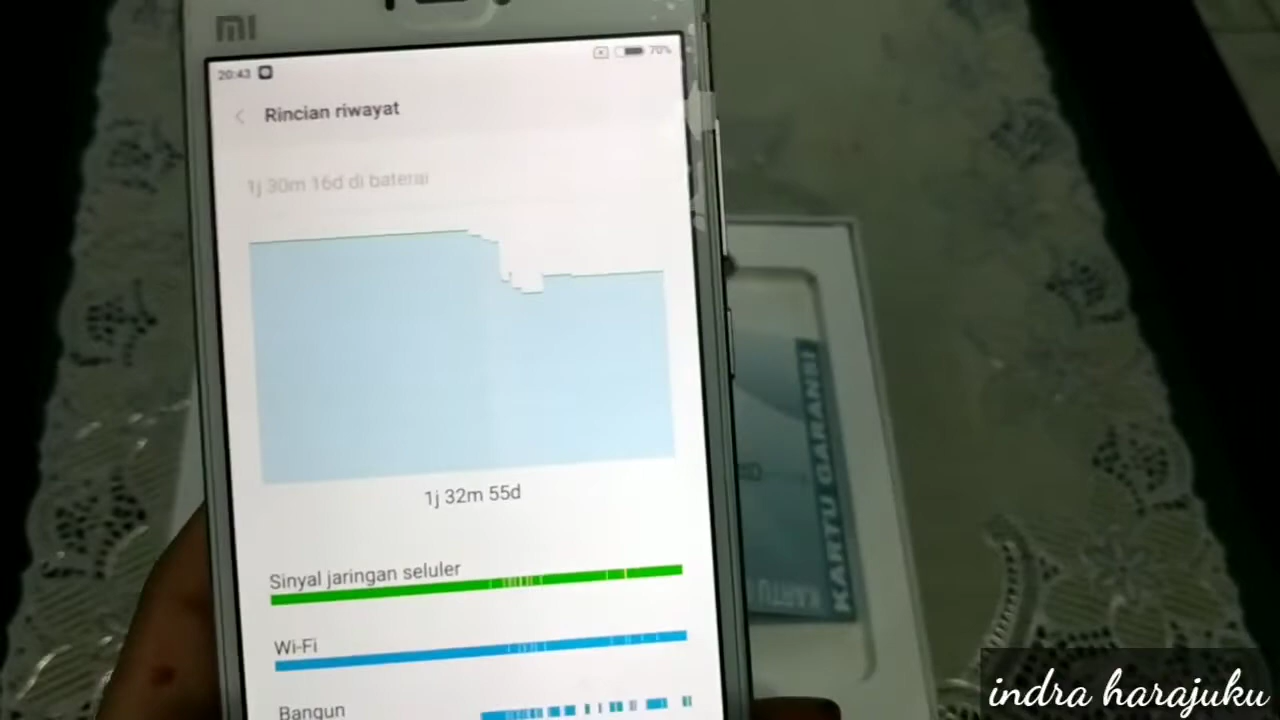 MI
20:43
70%
Rincian riwayat
1j 30m 16d di baterai
1j 32m 55d
Sinyal jaringan seluler
Wi-Fi
Bangun
KARTU GARANSI
KARTU
indra harajuku